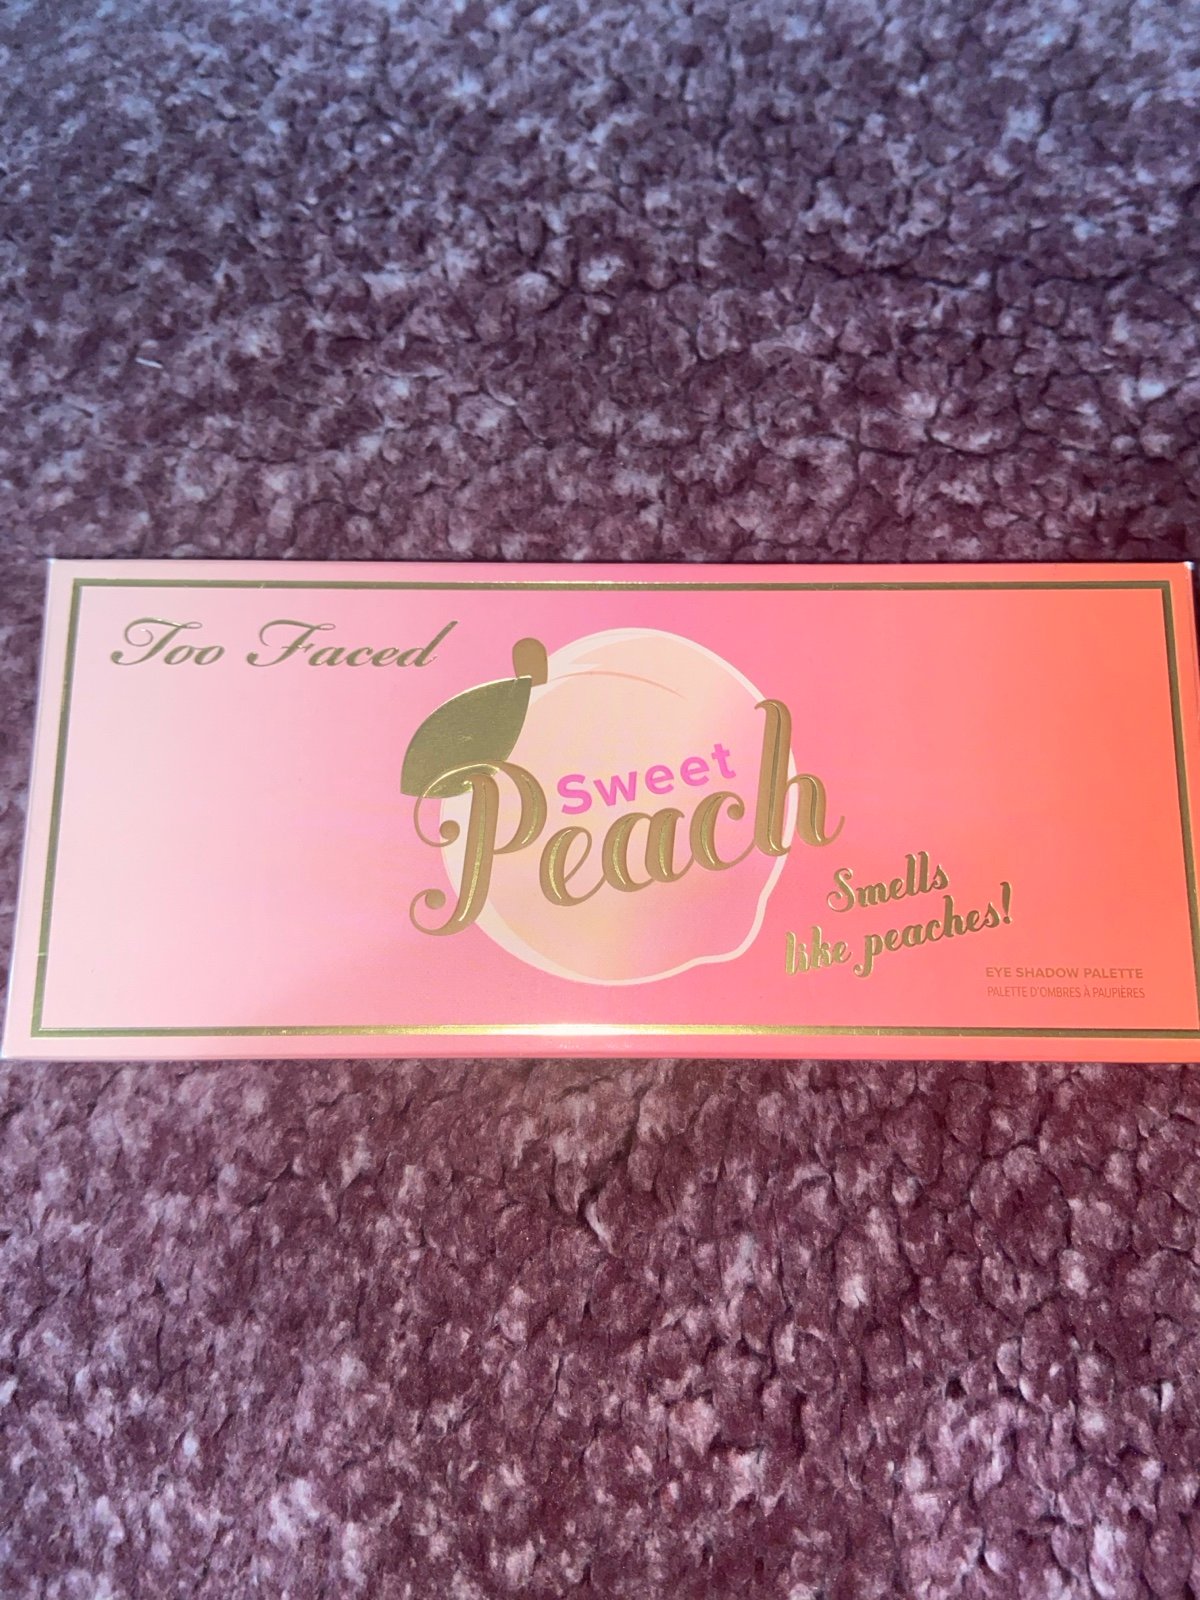 Too Faced
Sweet
Peach
Smells
like peaches!
EYE SHADOW PALETTE
PALETTE D'OMBRES À PAUPIÈRES